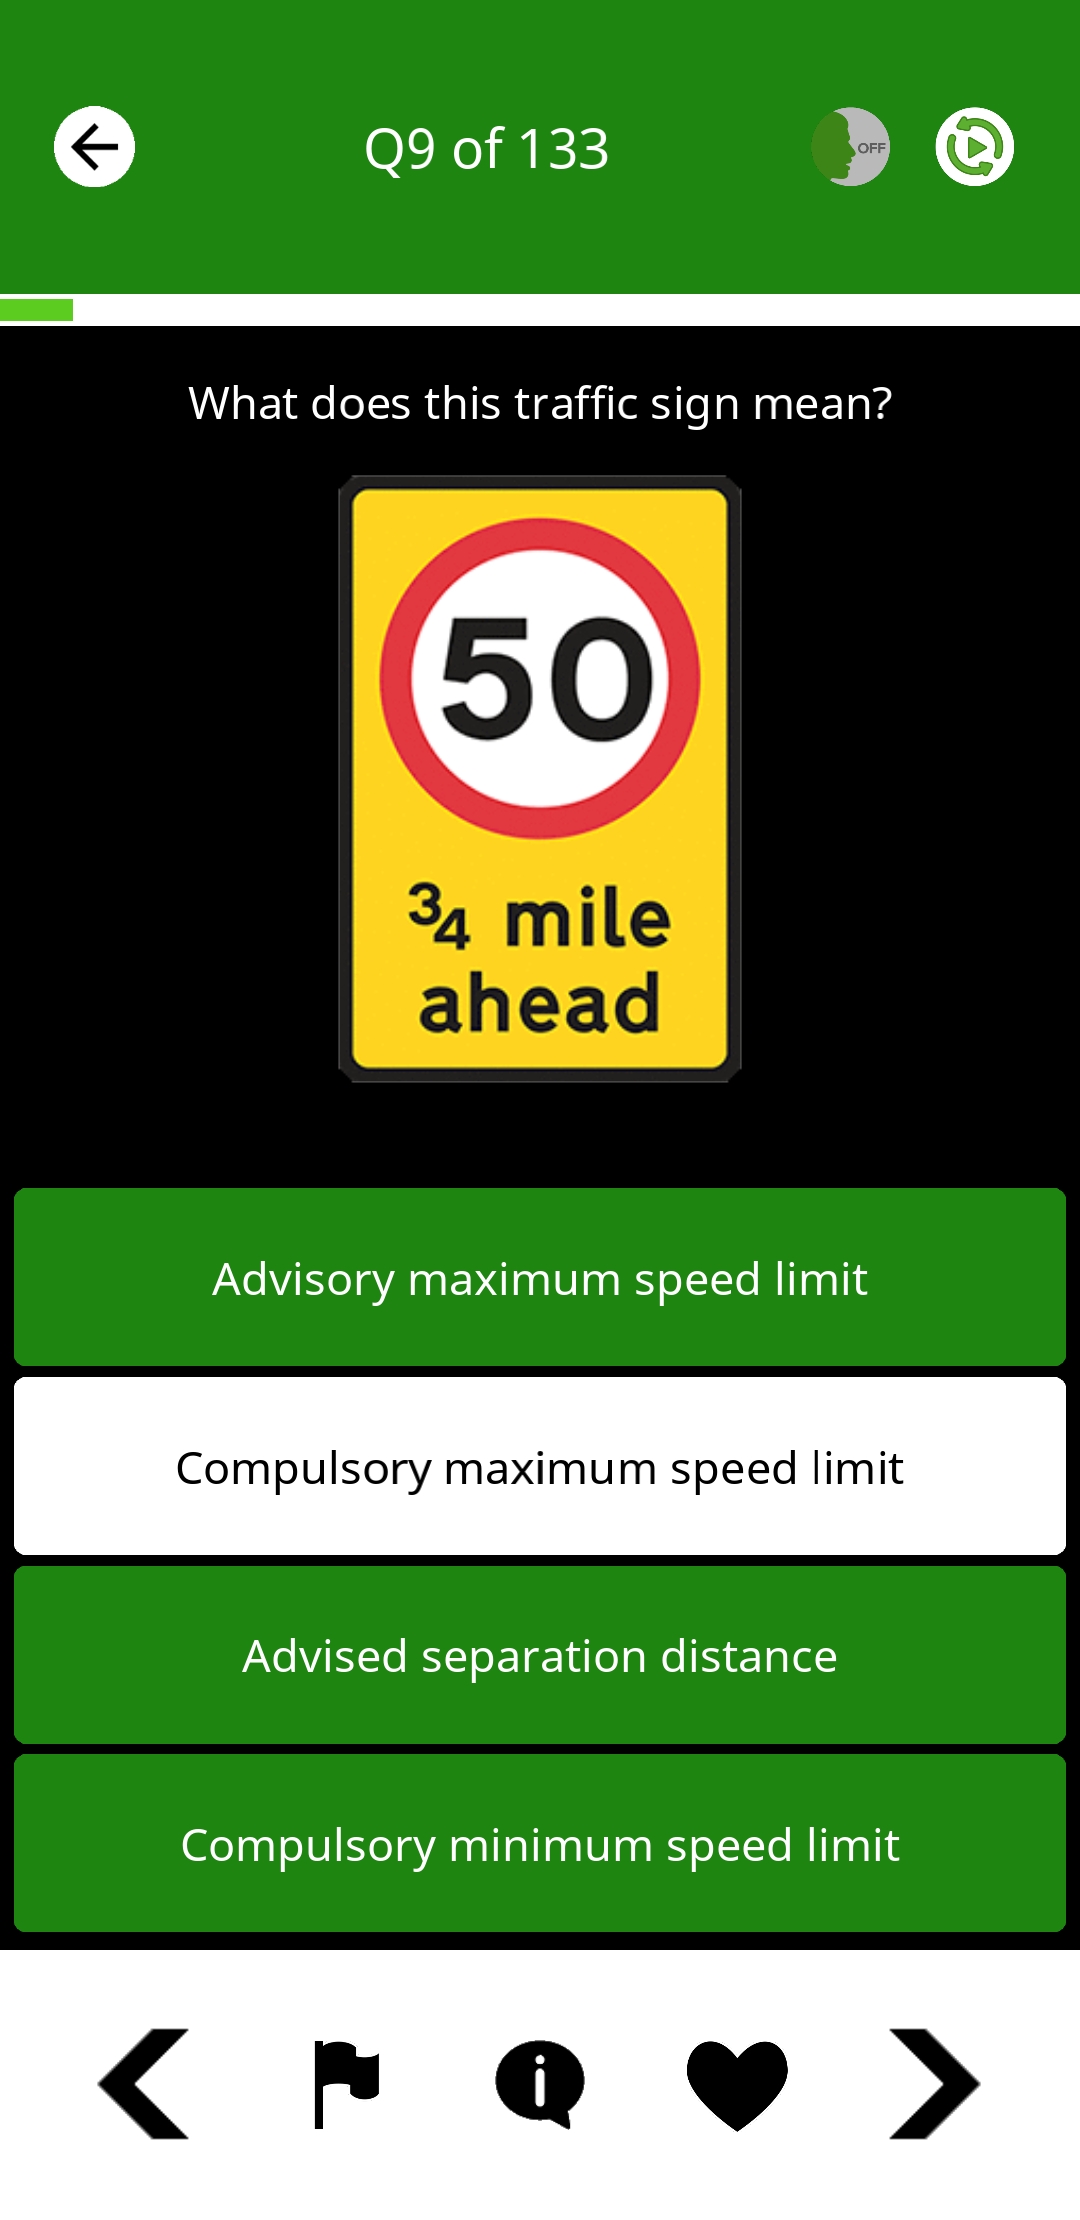 Q9 of 133
OFF
What does this traffic sign mean?
50
¾ mile
ahead
Advisory maximum speed limit
Compulsory maximum speed limit
Advised separation distance
Compulsory minimum speed limit